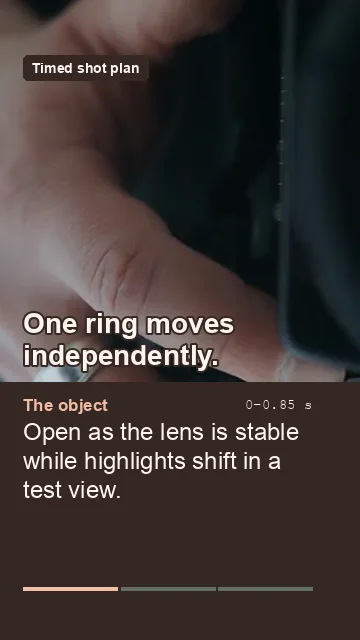 Timed shot plan
One ring moves
independently.
The object
0–0.85 s
Open as the lens is stable
while highlights shift in a
test view.